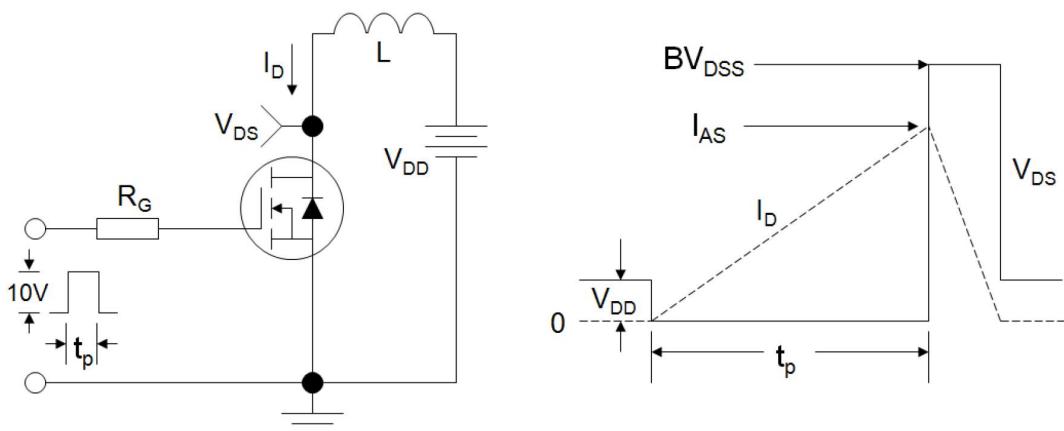 L
I_D
V_DS
V_DD
R_G
10V
t_p
BV_DSS
I_AS
V_DS
I_D
V_DD
0
t_p